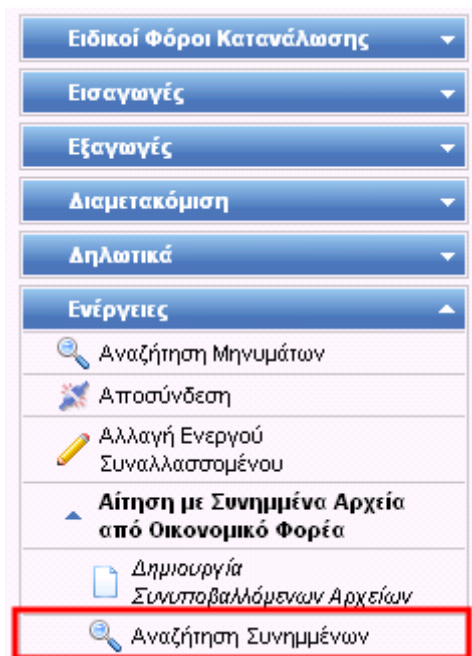 Ειδικοί Φόροι Κατανάλωσης
Εισαγωγές
Εξαγωγές
Διαμετακόμιση
Δηλωτικά
Ενέργειες
Αναζήτηση Μηνυμάτων
Αποσύνδεση
Αλλαγή Ενεργού
Συναλλασσομένου
Αίτηση με Συνημμένα Αρχεία
από Οικονομικό Φορέα
Δημιουργία
Συνυποβαλλόμενων Αρχείων
Αναζήτηση Συνημμένων